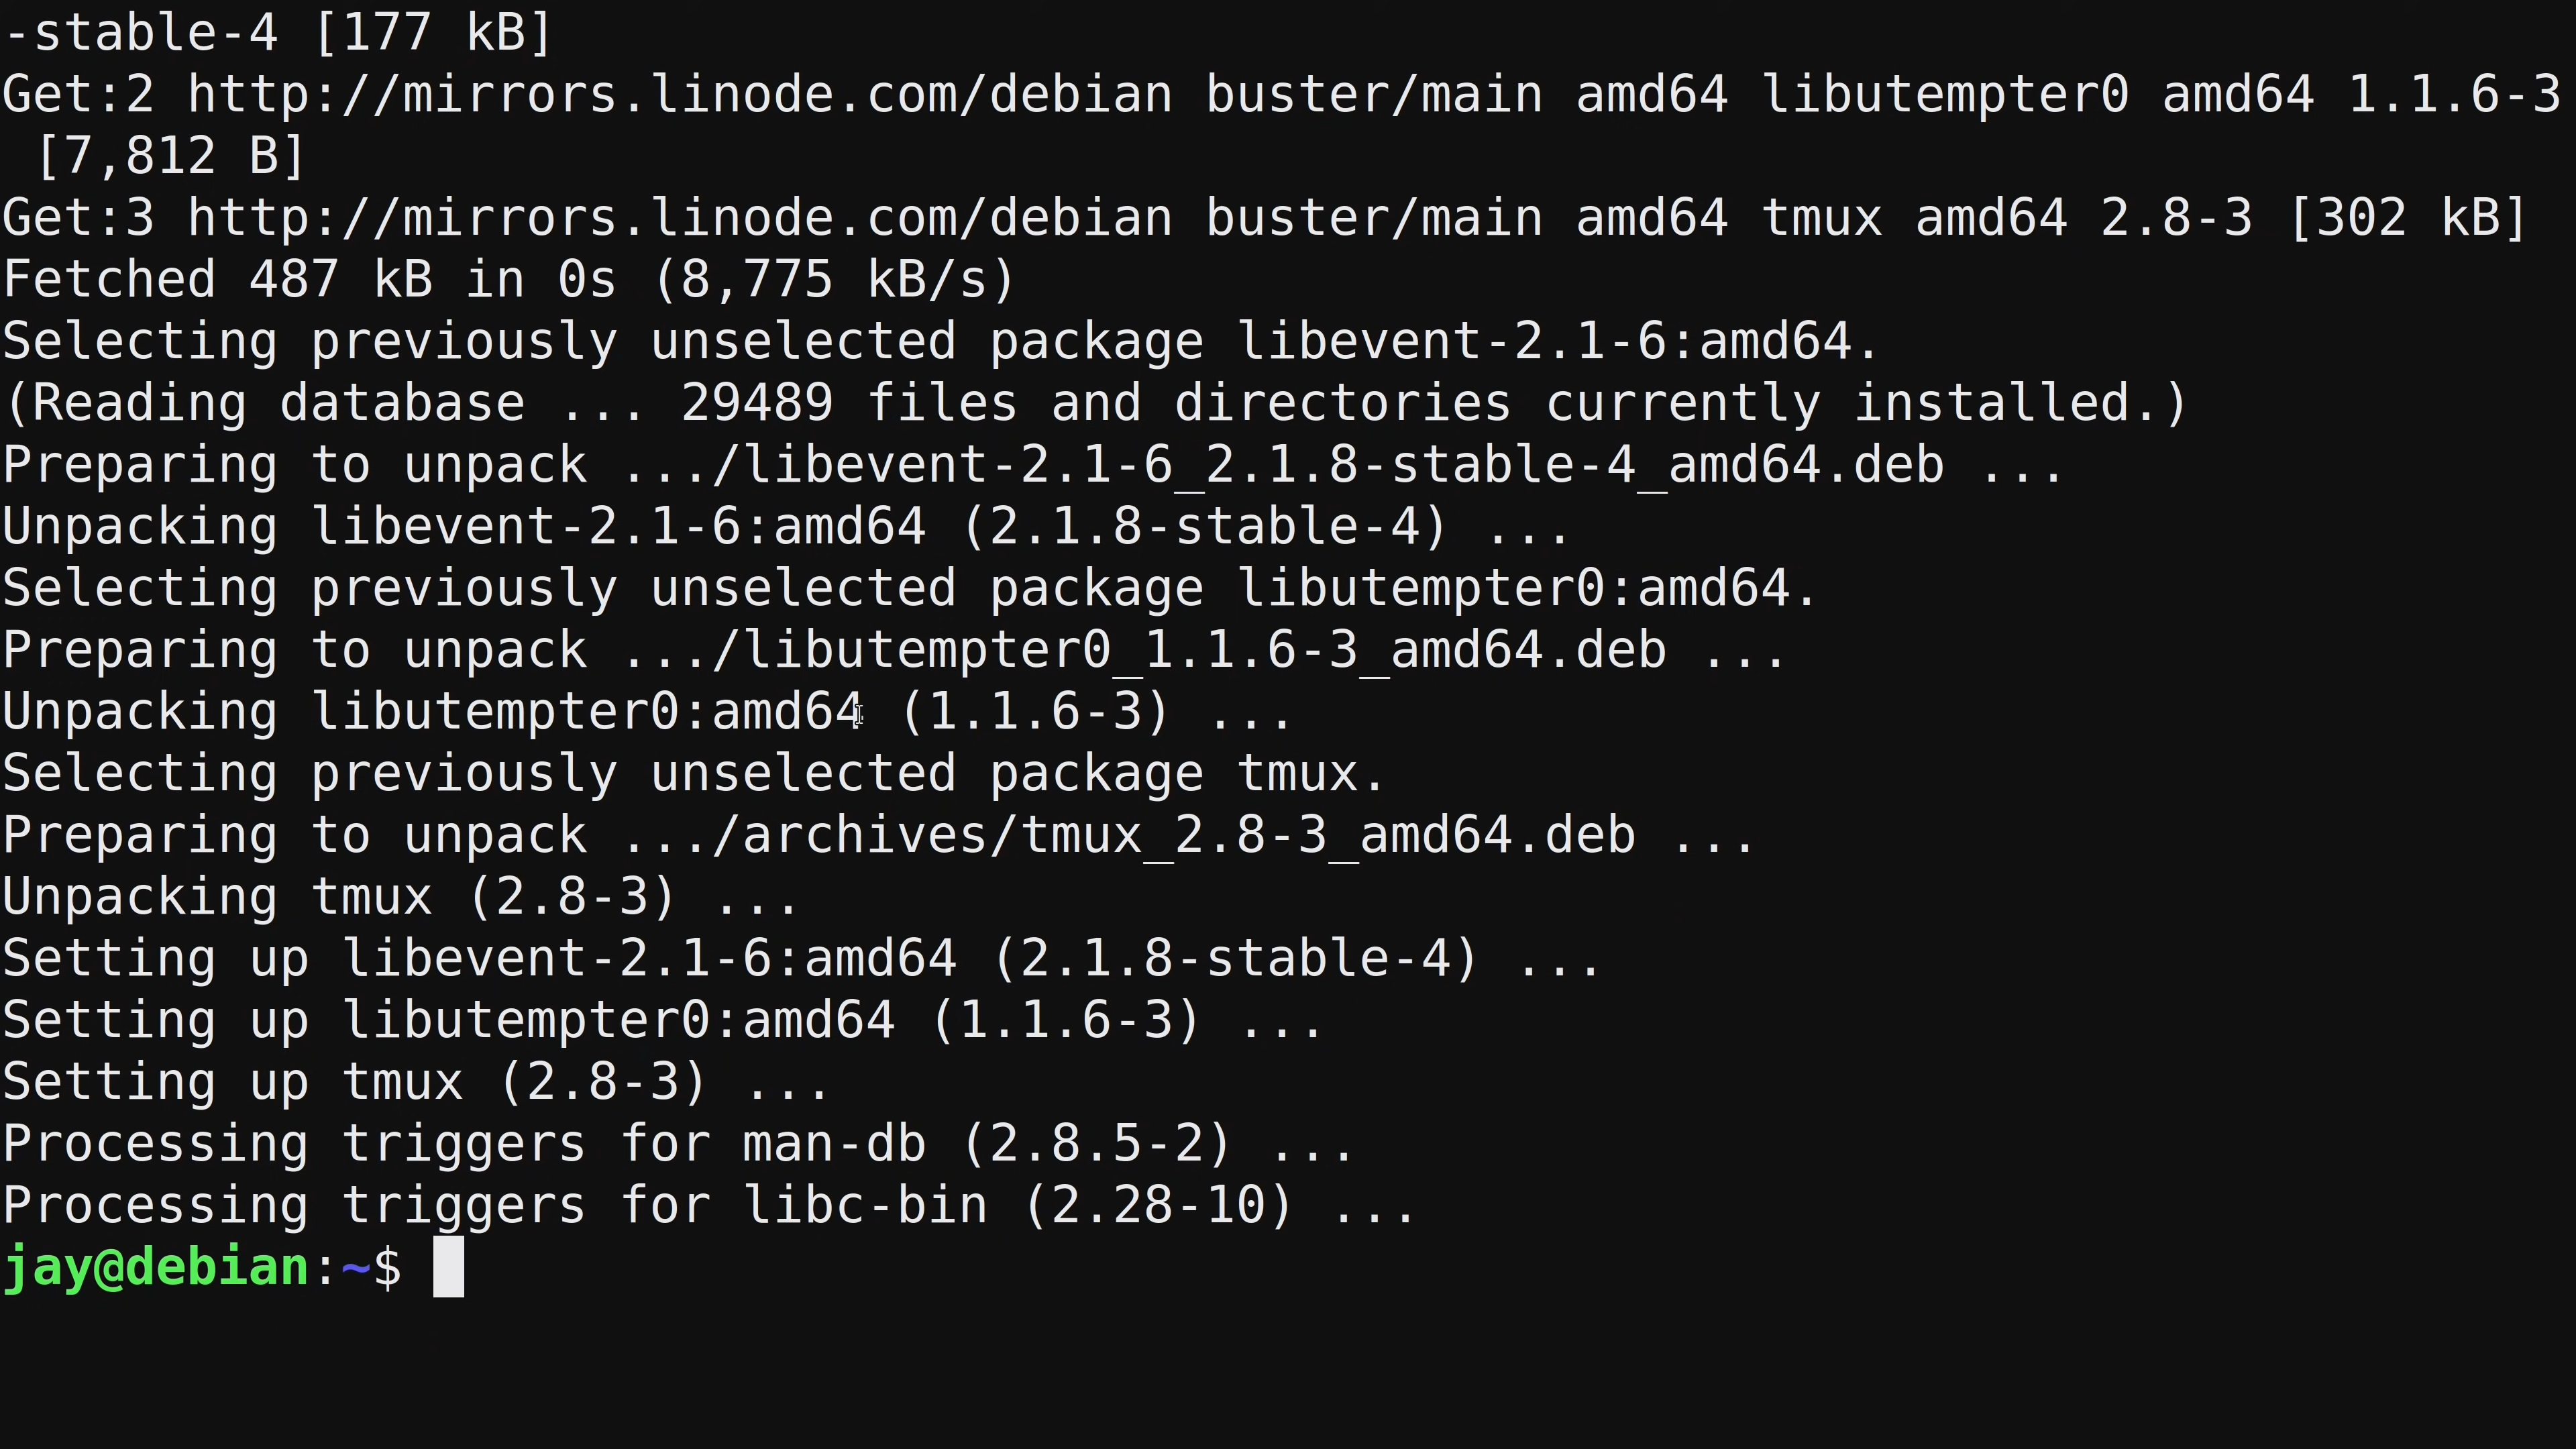 -stable-4 [177 kB]
Get:2 http://mirrors.linode.com/debian buster/main amd64 libutempter0 amd64 1.1.6-3
 [7,812 B]
Get:3 http://mirrors.linode.com/debian buster/main amd64 tmux amd64 2.8-3 [302 kB]
Fetched 487 kB in 0s (8,775 kB/s)
Selecting previously unselected package libevent-2.1-6:amd64.
(Reading database ... 29489 files and directories currently installed.)
Preparing to unpack .../libevent-2.1-6_2.1.8-stable-4_amd64.deb ...
Unpacking libevent-2.1-6:amd64 (2.1.8-stable-4) ...
Selecting previously unselected package libutempter0:amd64.
Preparing to unpack .../libutempter0_1.1.6-3_amd64.deb ...
Unpacking libutempter0:amd64 (1.1.6-3) ...
Selecting previously unselected package tmux.
Preparing to unpack .../archives/tmux_2.8-3_amd64.deb ...
Unpacking tmux (2.8-3) ...
Setting up libevent-2.1-6:amd64 (2.1.8-stable-4) ...
Setting up libutempter0:amd64 (1.1.6-3) ...
Setting up tmux (2.8-3) ...
Processing triggers for man-db (2.8.5-2) ...
Processing triggers for libc-bin (2.28-10) ...
jay@debian:~$